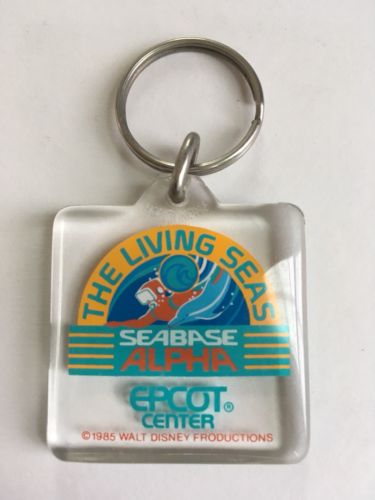 THE LIVING SEAS
SEABASE
ALPHA
EPCOT®
CENTER
©1985 WALT DISNEY PRODUCTIONS